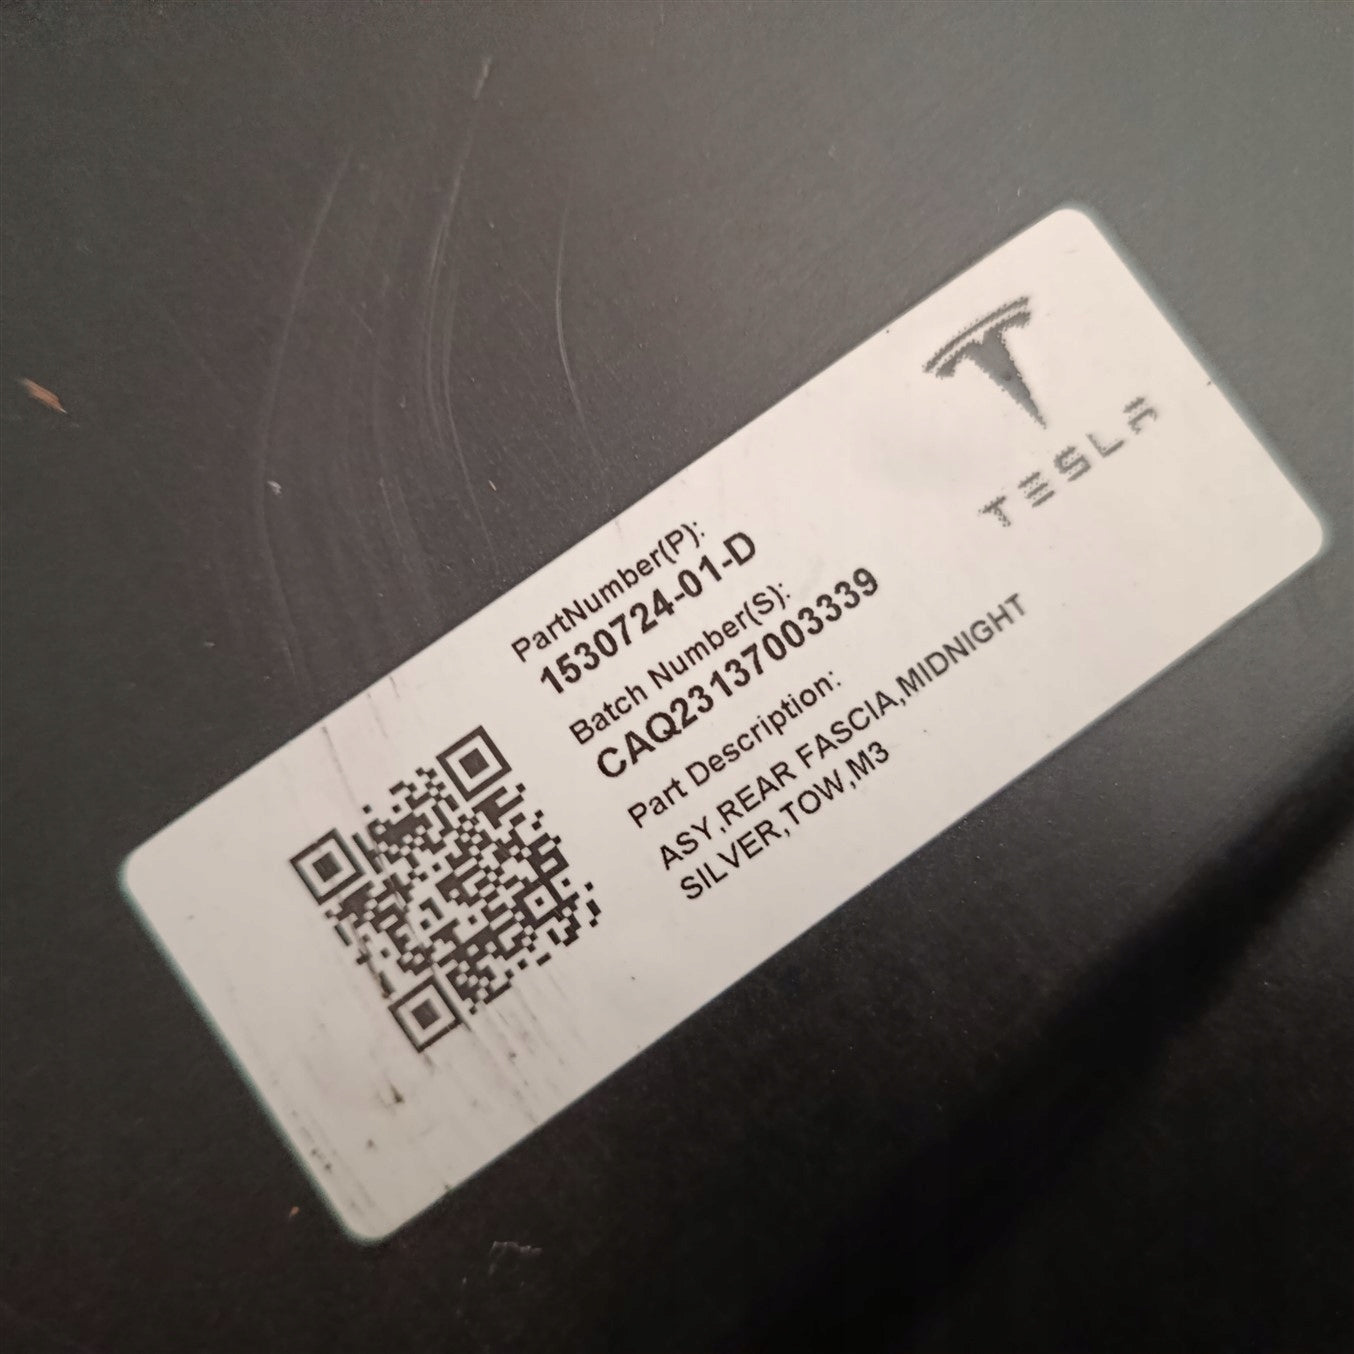 PartNumber(P):
1530724-01-D
Batch Number(S):
CAQ23137003339
Part Description:
ASY,REAR FASCIA,MIDNIGHT
SILVER,TOW,M3
TESLA